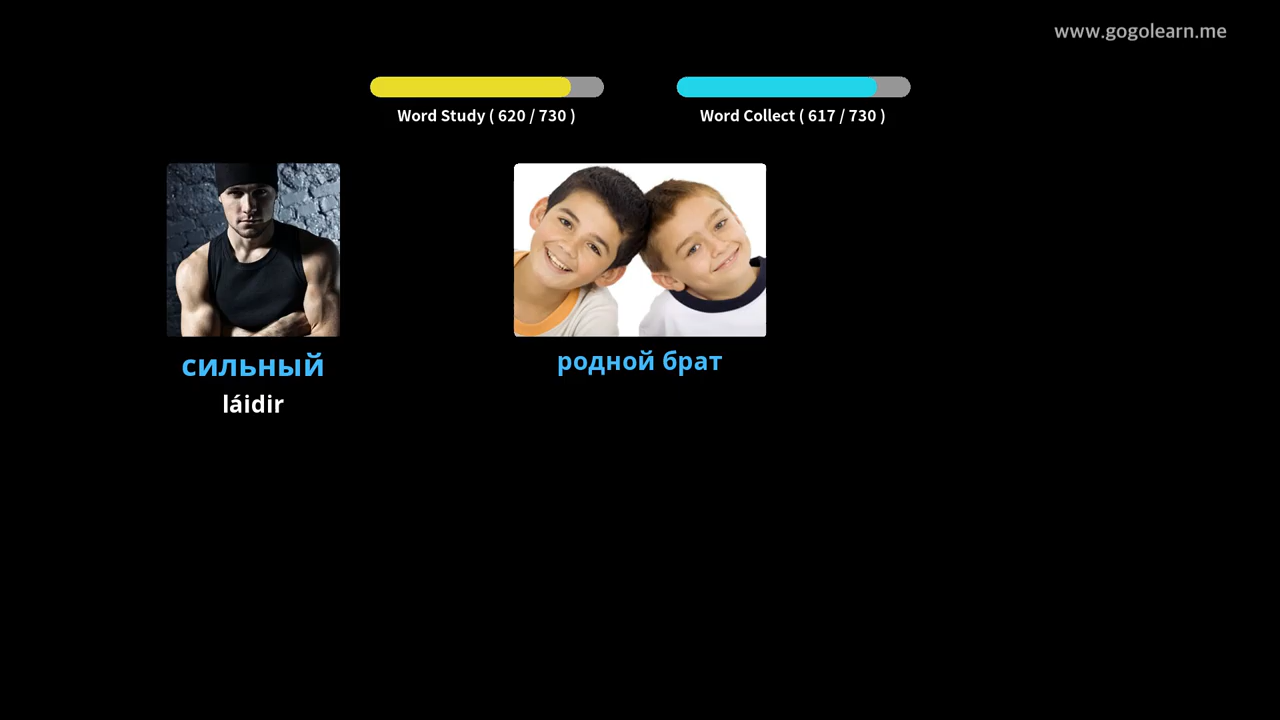 www.gogolearn.me
Word Study ( 620 / 730 )
Word Collect ( 617 / 730 )
сильный
láidir
родной брат